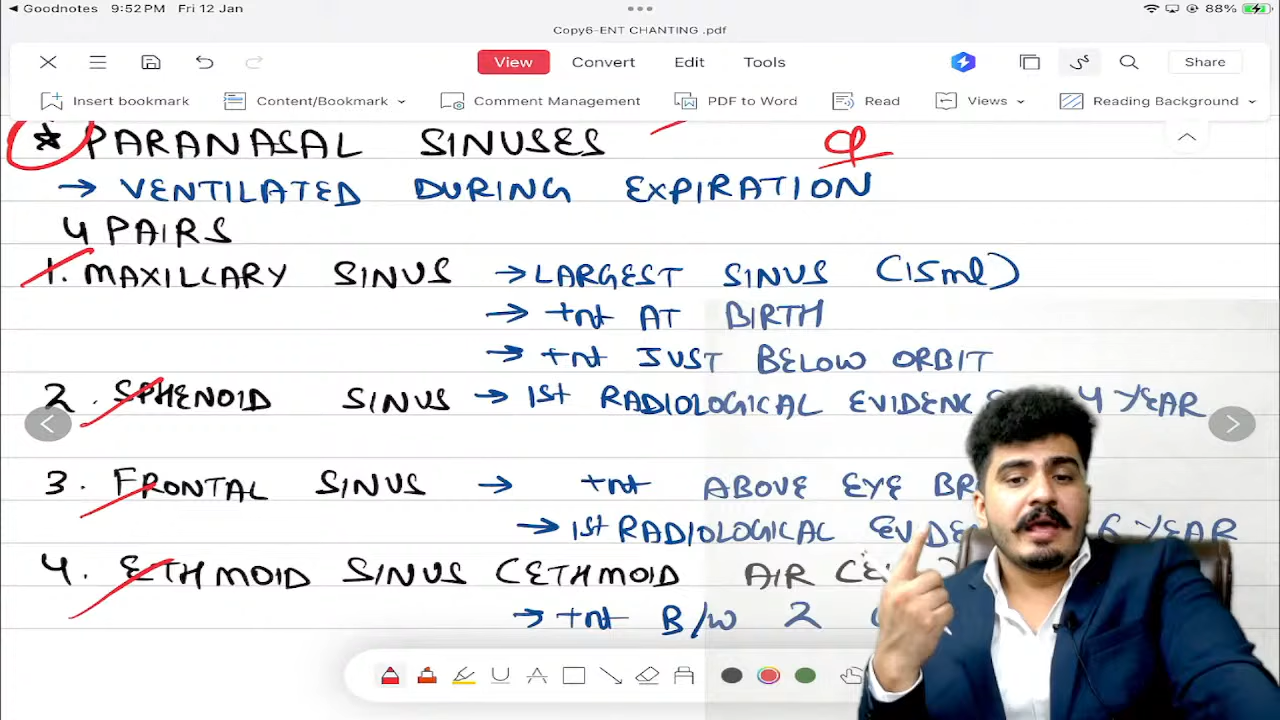 Goodnotes 9:52 PM Fri 12 Jan 88%
Copy6-ENT CHANTING .pdf
View Convert Edit Tools Share
Insert bookmark Content/Bookmark Comment Management PDF to Word Read Views Reading Background
PARANASAL SINUSES
→ VENTILATED DURING EXPIRATION
4 PAIRS
1. MAXILLARY SINUS → LARGEST SINUS (15ml)
→ +nt AT BIRTH
→ +nt JUST BELOW ORBIT
2. SPHENOID SINUS → 1st RADIOLOGICAL 4 YEAR
3. FRONTAL SINUS → +nt ABOVE EYE
→ 1st RADIOLOGICAL 6 YEAR
4. ETHMOID SINUS (ETHMOID AIR
→ +nt B/W 2